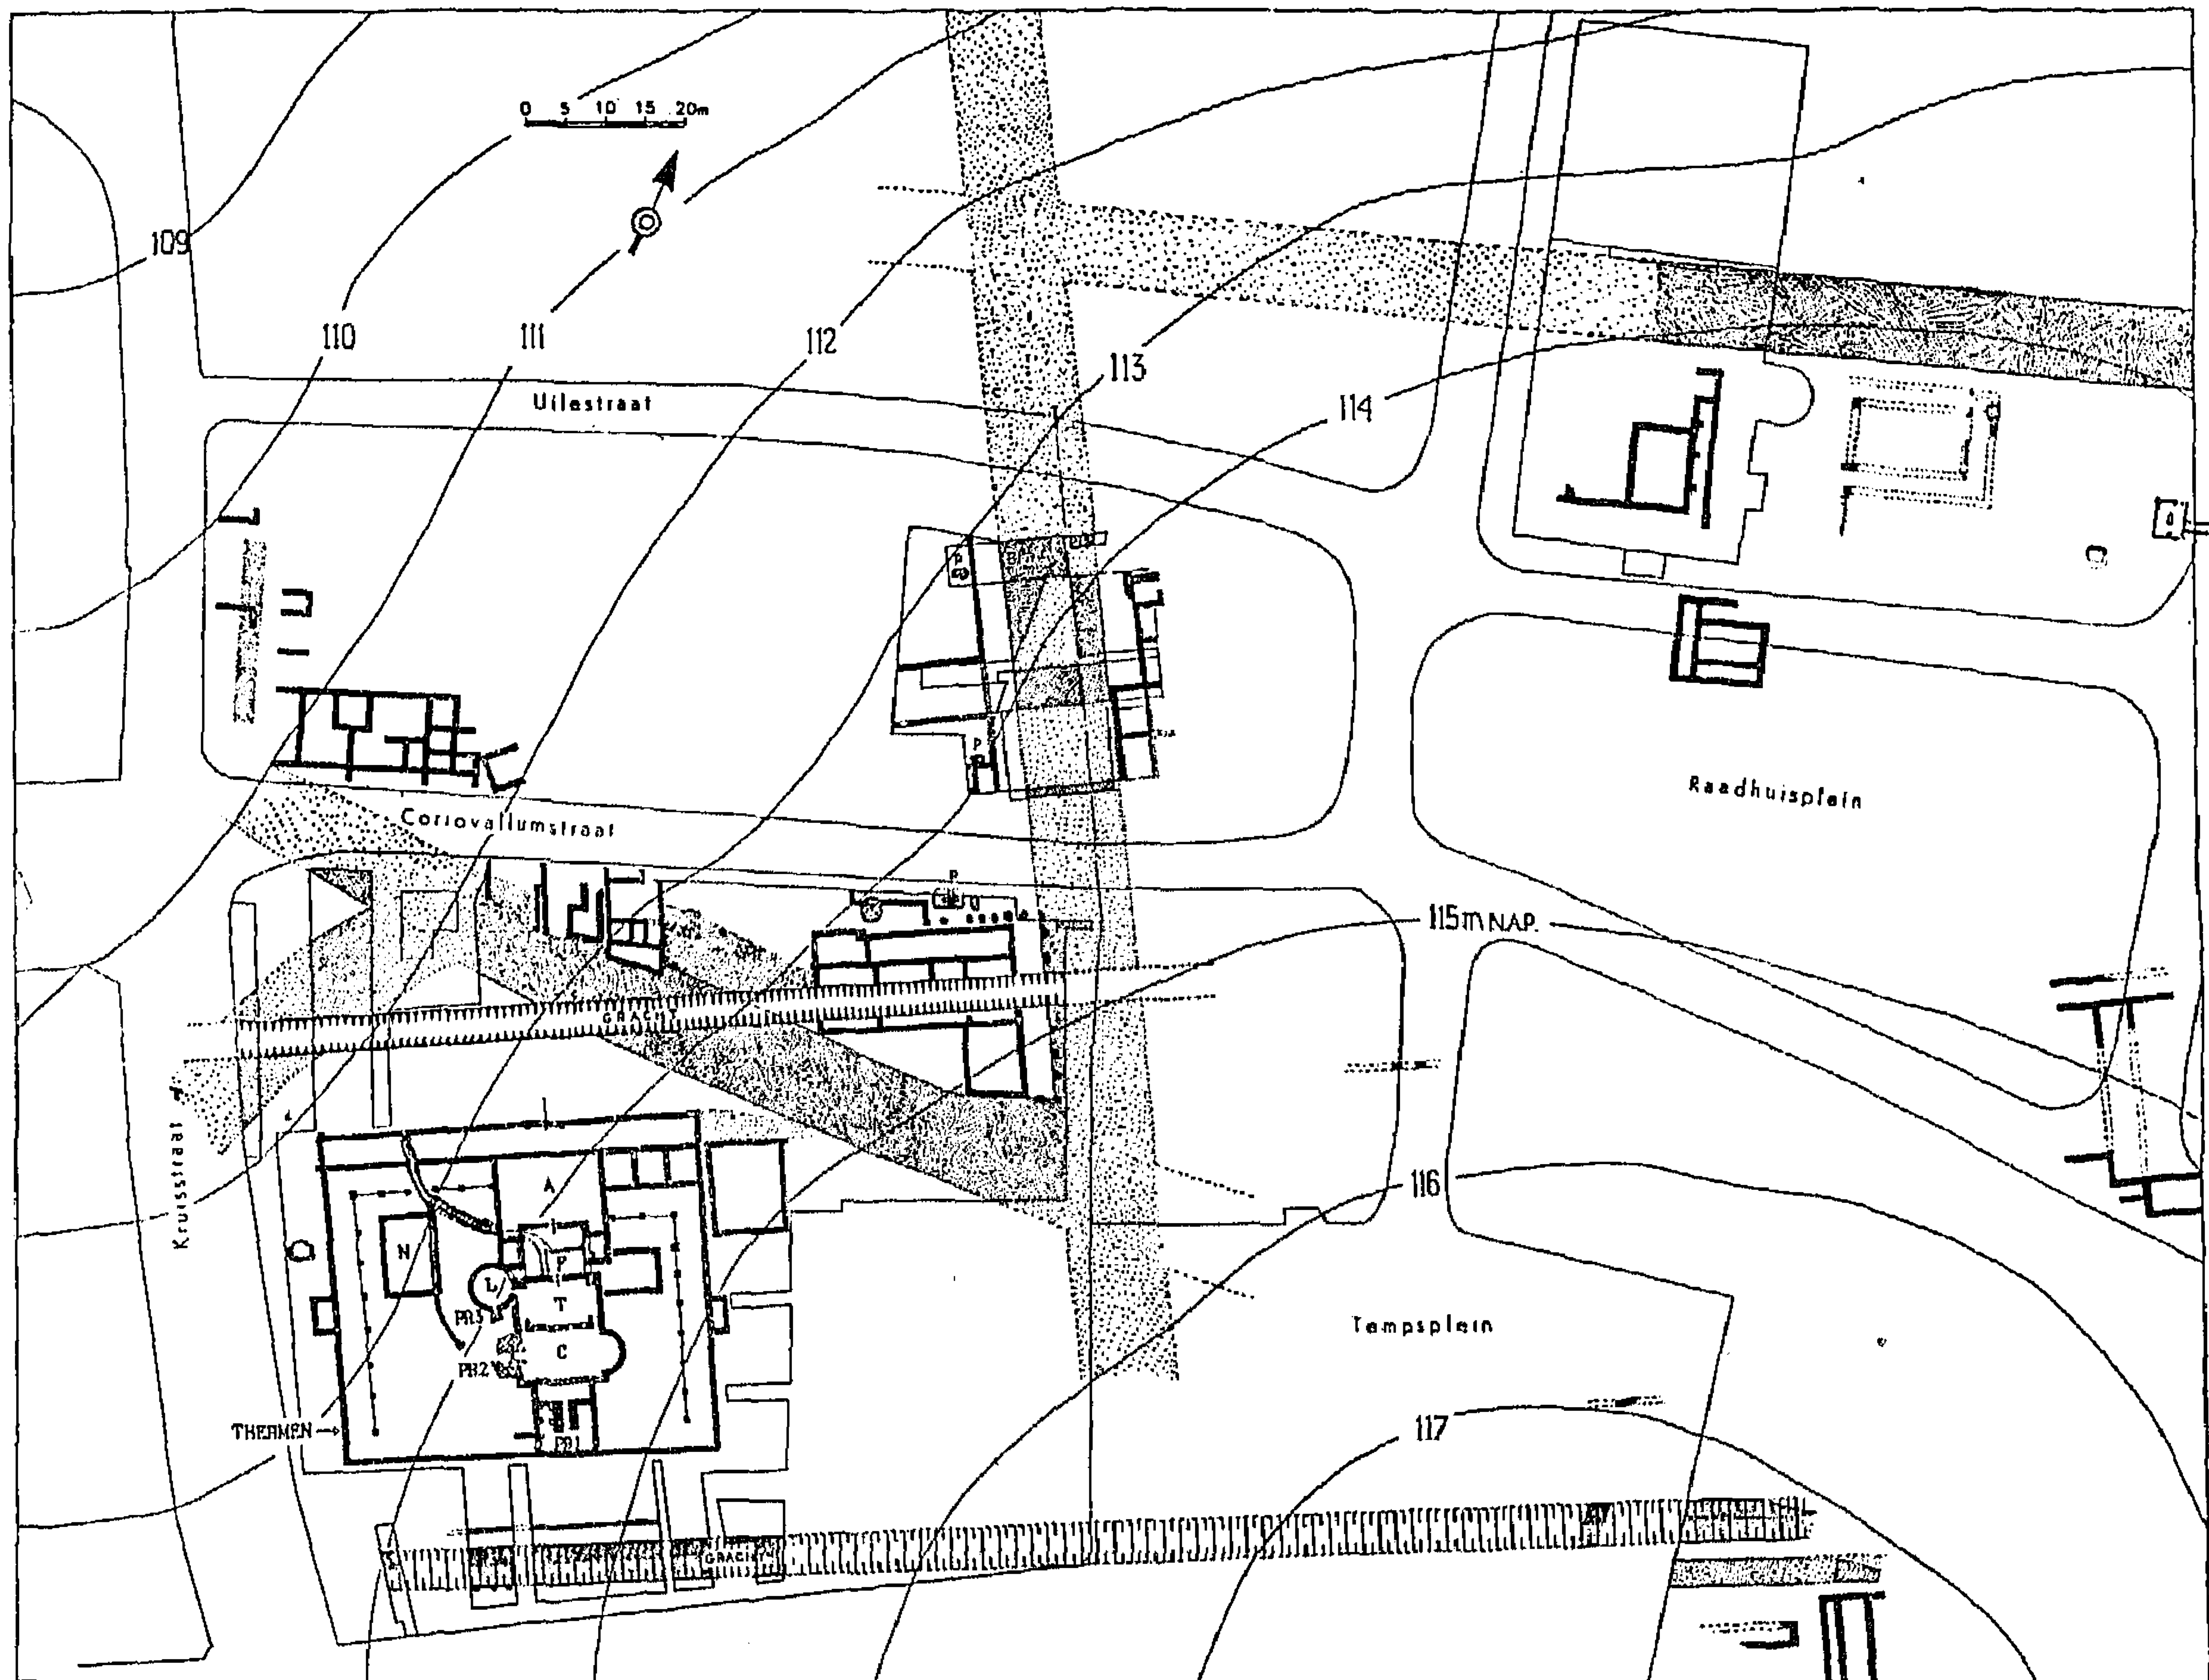 0 5 10 15 20m
109
110
111
112
113
114
Uilestraat
P
Raadhuisplein
P
Corriovallumstraat
P
115m NAP.
GRACHT
Kruisstraat
A
116
N
P
L
T
PR3
C
PR2
Tempsplein
THERMEN
PR1
117
GRACHT